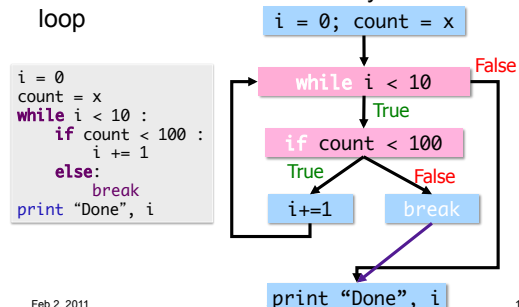 loop
i = 0
count = x
while i < 10 :
if count < 100 :
i += 1
else:
break
print “Done”, i
i = 0; count = x
while i < 10
False
True
if count < 100
True
False
i+=1
break
print “Done”, i
Feb 2, 2011